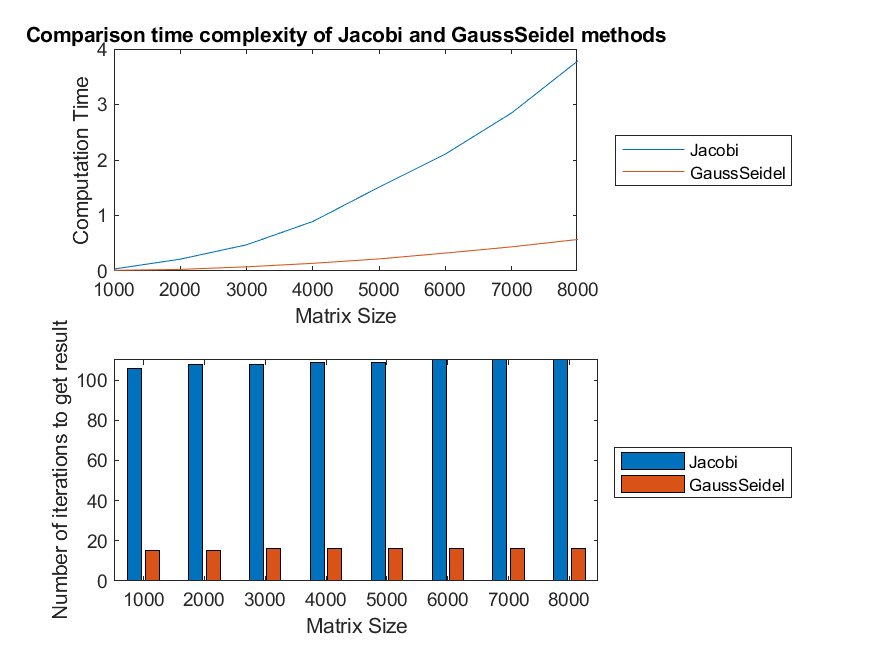 Comparison time complexity of Jacobi and GaussSeidel methods
4
3
2
1
0
Computation Time
1000 2000 3000 4000 5000 6000 7000 8000
Matrix Size
Jacobi
GaussSeidel
100
80
60
40
20
0
Number of iterations to get result
1000 2000 3000 4000 5000 6000 7000 8000
Matrix Size
Jacobi
GaussSeidel